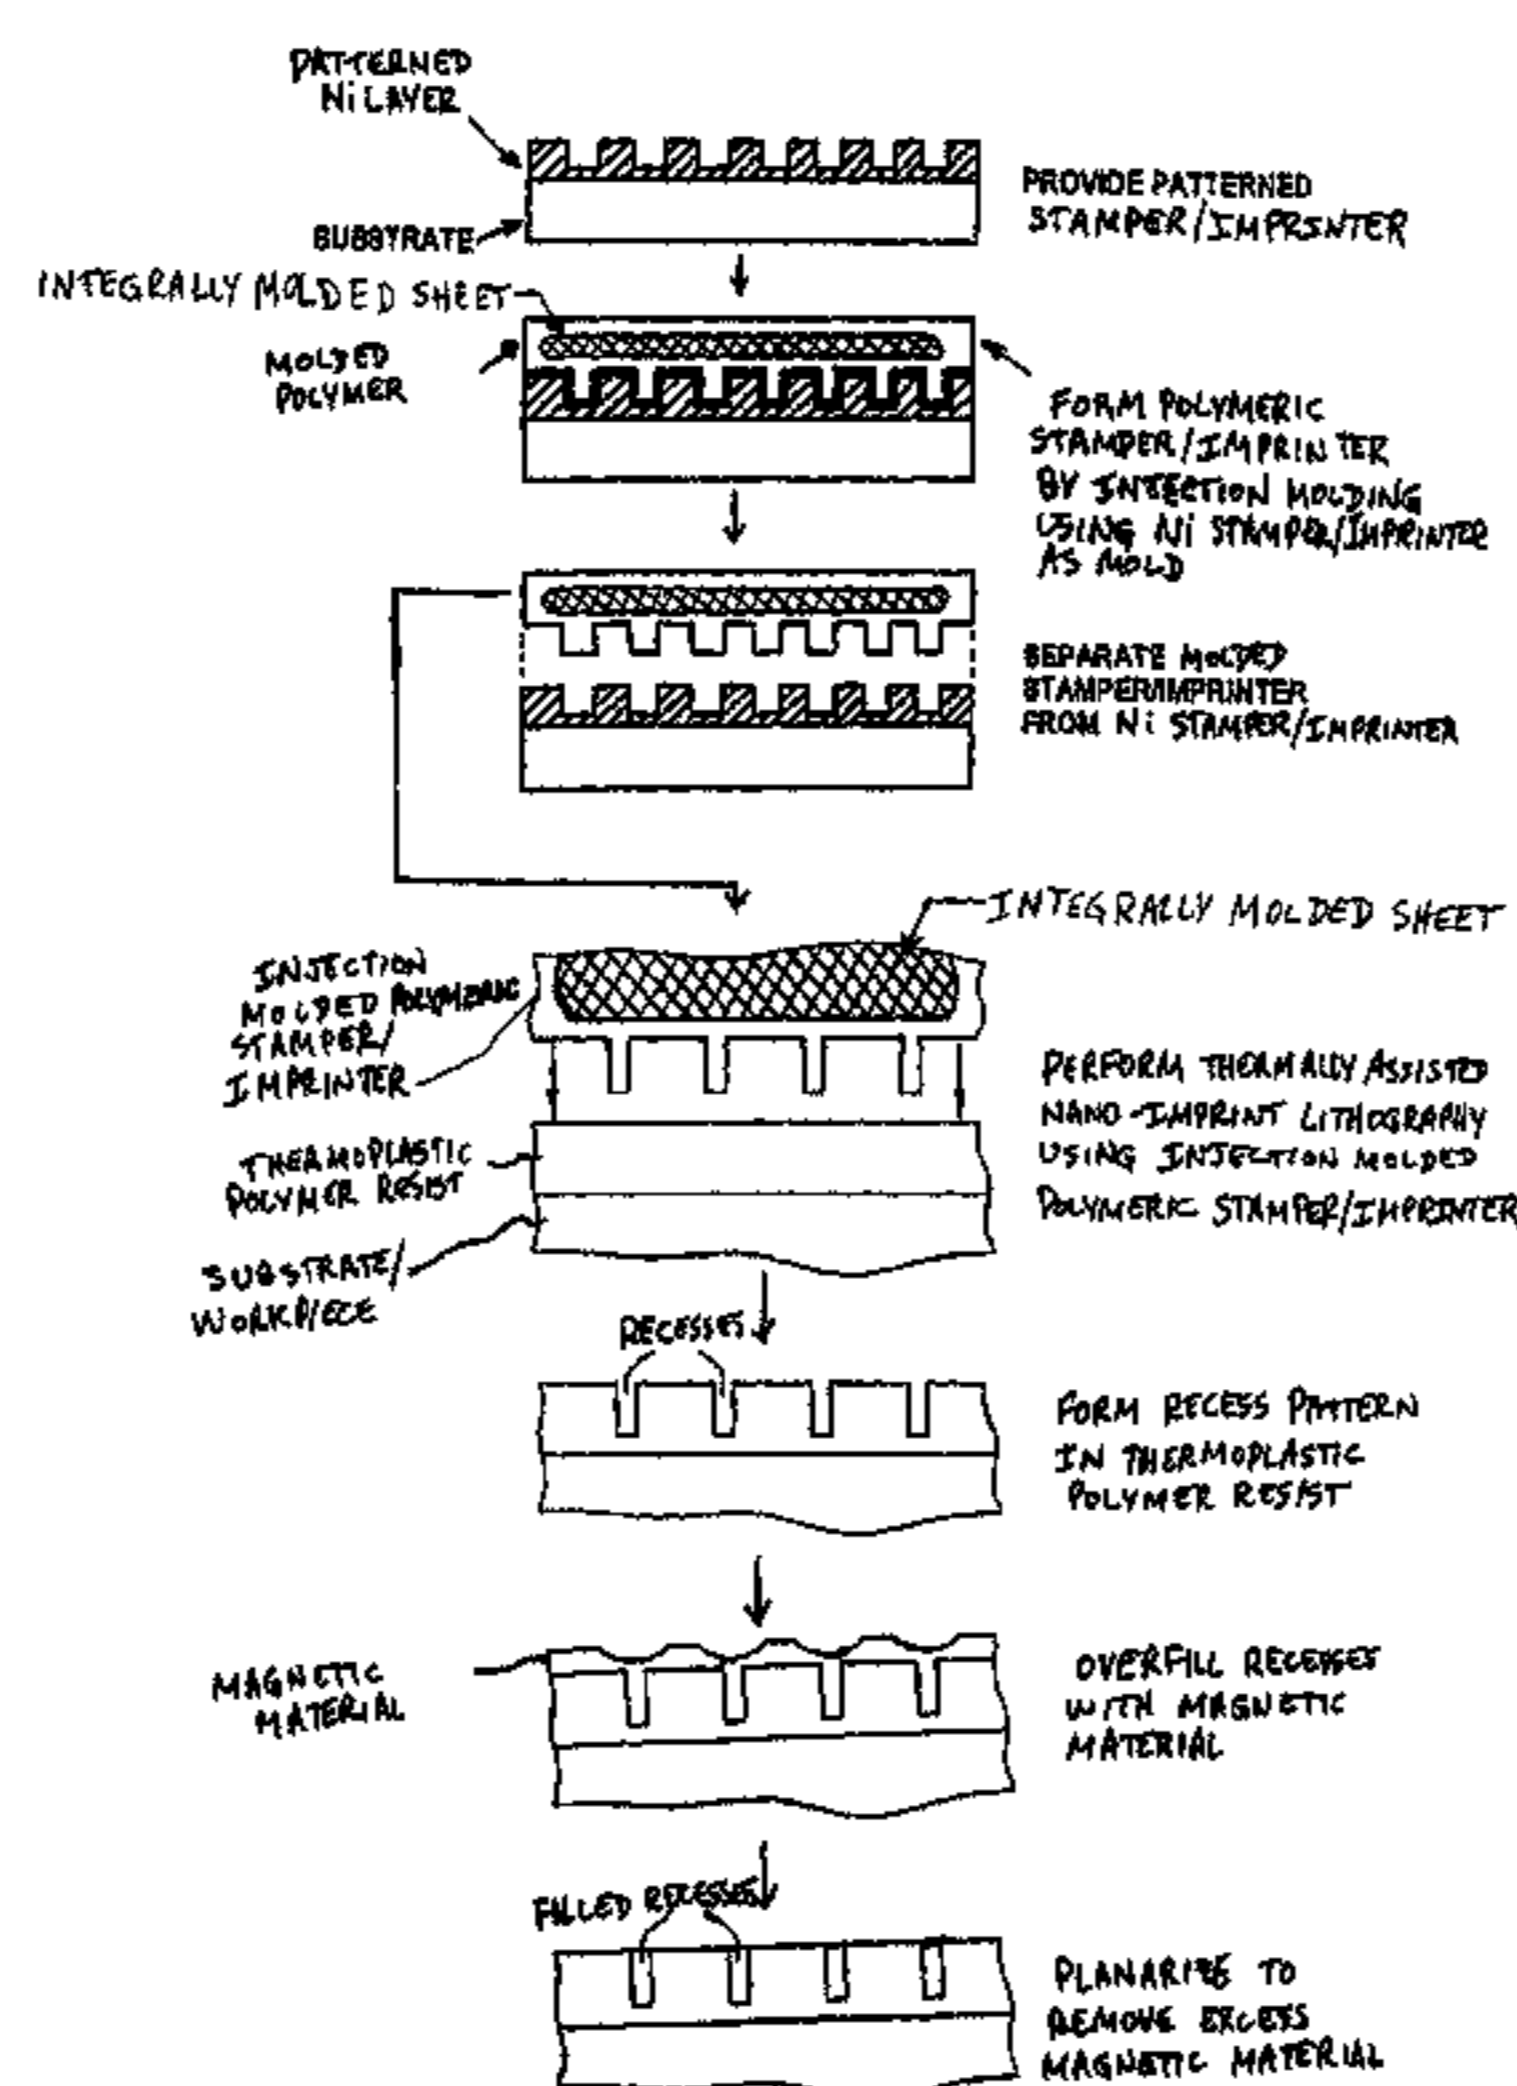 PATTERNED
Ni LAYER
SUBSTRATE
PROVIDE PATTERNED
STAMPER/IMPRINTER
INTEGRALLY MOLDED SHEET
MOLDED
POLYMER
FORM POLYMERIC
STAMPER/IMPRINTER
BY INJECTION MOLDING
USING Ni STAMPER/IMPRINTER
AS MOLD
SEPARATE MOLDED
STAMPER/IMPRINTER
FROM Ni STAMPER/IMPRINTER
INTEGRALLY MOLDED SHEET
INJECTION
MOLDED POLYMERIC
STAMPER/
IMPRINTER
THERMOPLASTIC
POLYMER RESIST
SUBSTRATE/
WORKPIECE
PERFORM THERMALLY ASSISTED
NANO-IMPRINT LITHOGRAPHY
USING INJECTION MOLDED
POLYMERIC STAMPER/IMPRINTER
RECESSES
FORM RECESS PATTERN
IN THERMOPLASTIC
POLYMER RESIST
MAGNETIC
MATERIAL
OVERFILL RECESSES
WITH MAGNETIC
MATERIAL
FILLED RECESSES
PLANARIZE TO
REMOVE EXCESS
MAGNETIC MATERIAL